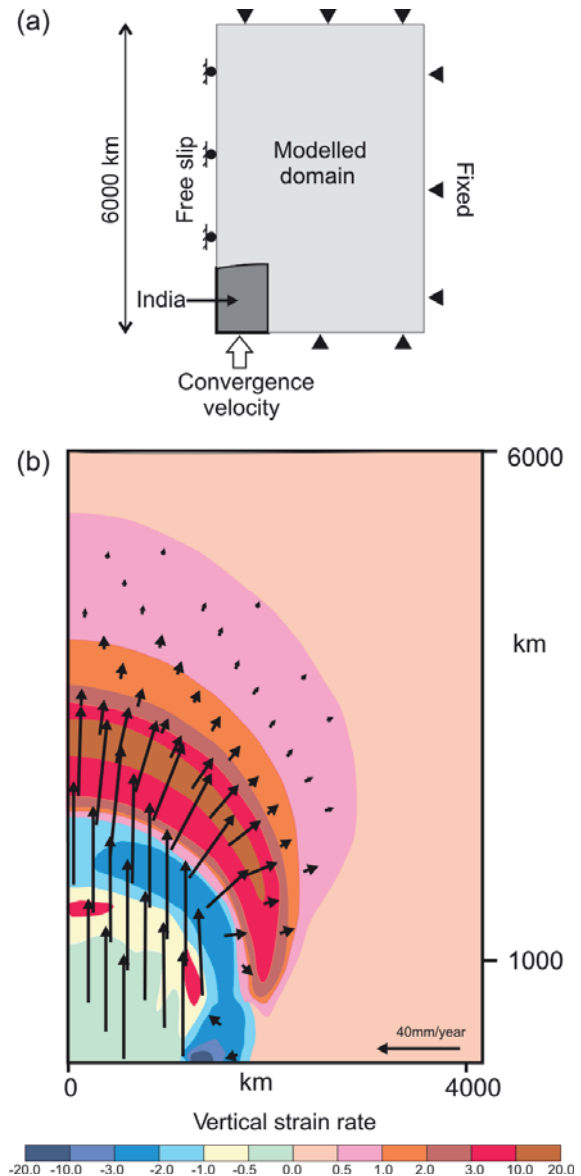 (a)
6000 km
Free slip
Modelled
domain
Fixed
India
Convergence
velocity
(b)
6000
km
1000
40mm/year
0
km
4000
Vertical strain rate
-20.0 -10.0 -3.0 -2.0 -1.0 -0.5 0.0 0.5 1.0 2.0 3.0 10.0 20.0